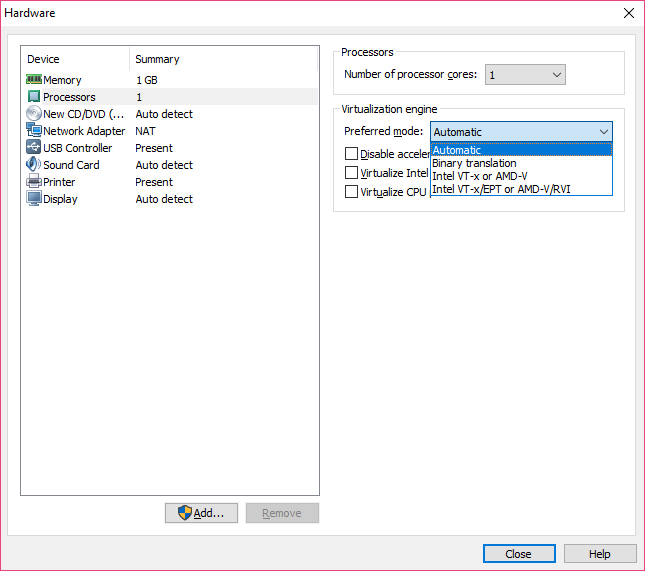 Hardware
Device Summary
Memory 1 GB
Processors 1
New CD/DVD (... Auto detect
Network Adapter NAT
USB Controller Present
Sound Card Auto detect
Printer Present
Display Auto detect
Add...
Remove
Processors
Number of processor cores: 1
Virtualization engine
Preferred mode: Automatic
Automatic
Binary translation
Intel VT-x or AMD-V
Intel VT-x/EPT or AMD-V/RVI
Disable acceler
Virtualize Intel
Virtualize CPU
Close
Help